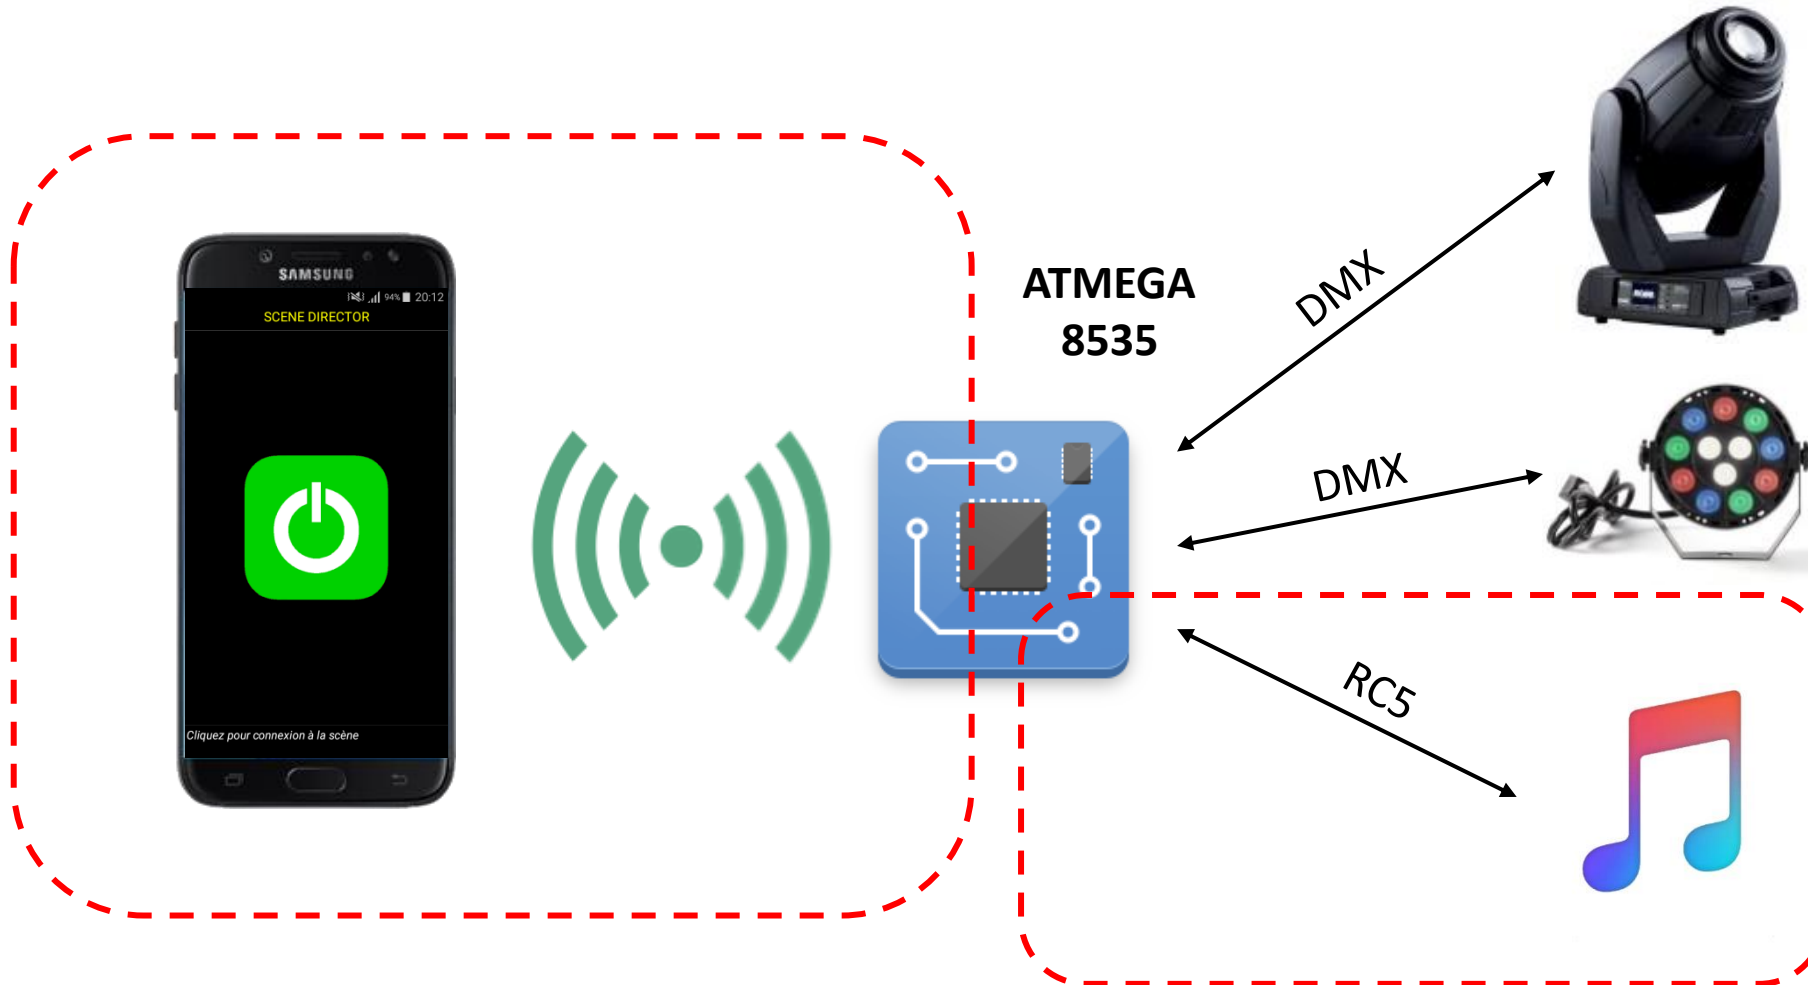 SAMSUNG
94% 20:12
SCENE DIRECTOR
Cliquez pour connexion à la scène
ATMEGA
8535
DMX
DMX
RC5